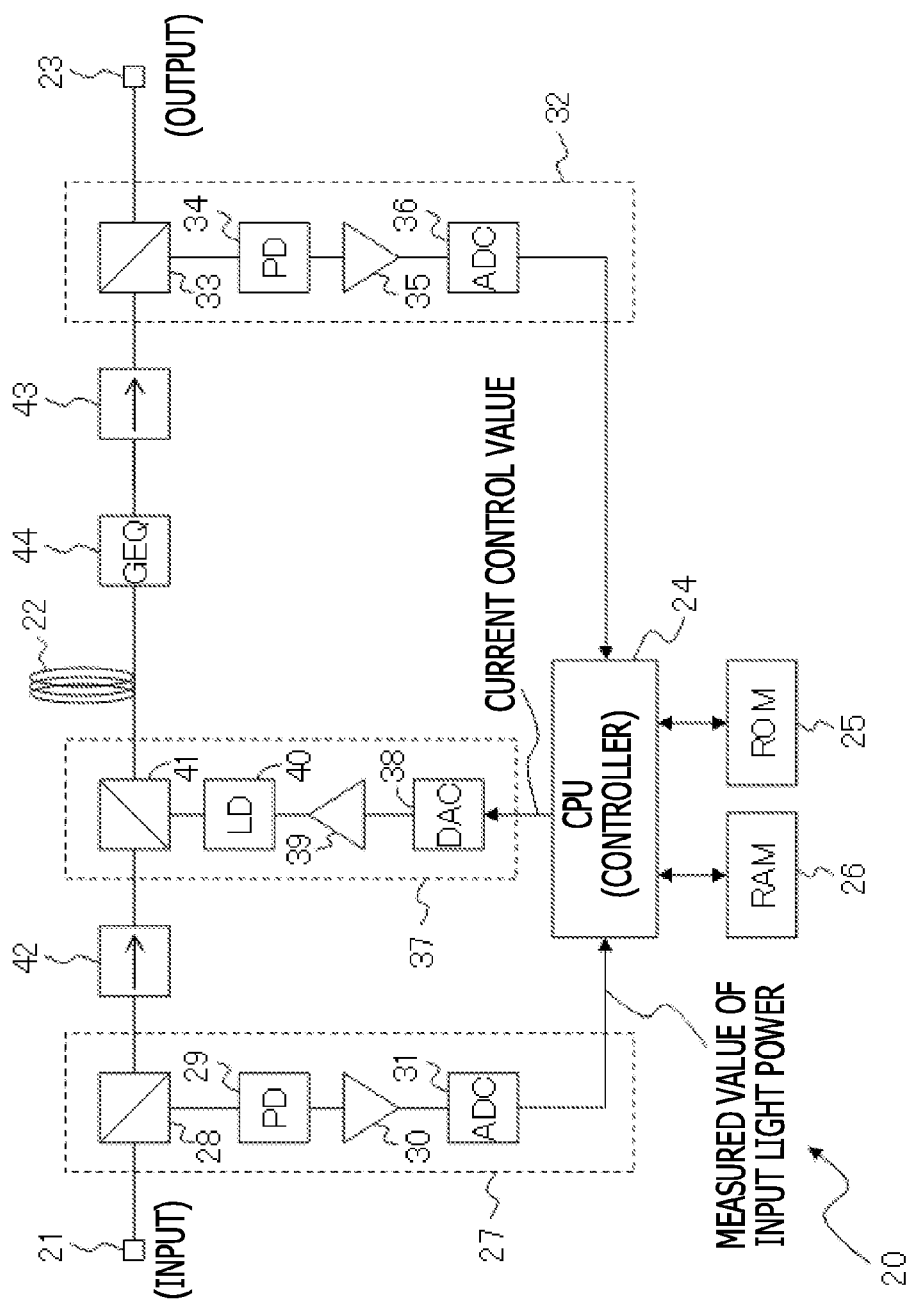 21
(INPUT)
28
29
PD
30
31
ADC
27
42
41
40
LD
39
38
DAC
37
22
44
GEQ
43
33
34
PD
35
36
ADC
32
23
(OUTPUT)
CURRENT CONTROL VALUE
24
CPU
(CONTROLLER)
MEASURED VALUE OF
INPUT LIGHT POWER
RAM
26
ROM
25
20